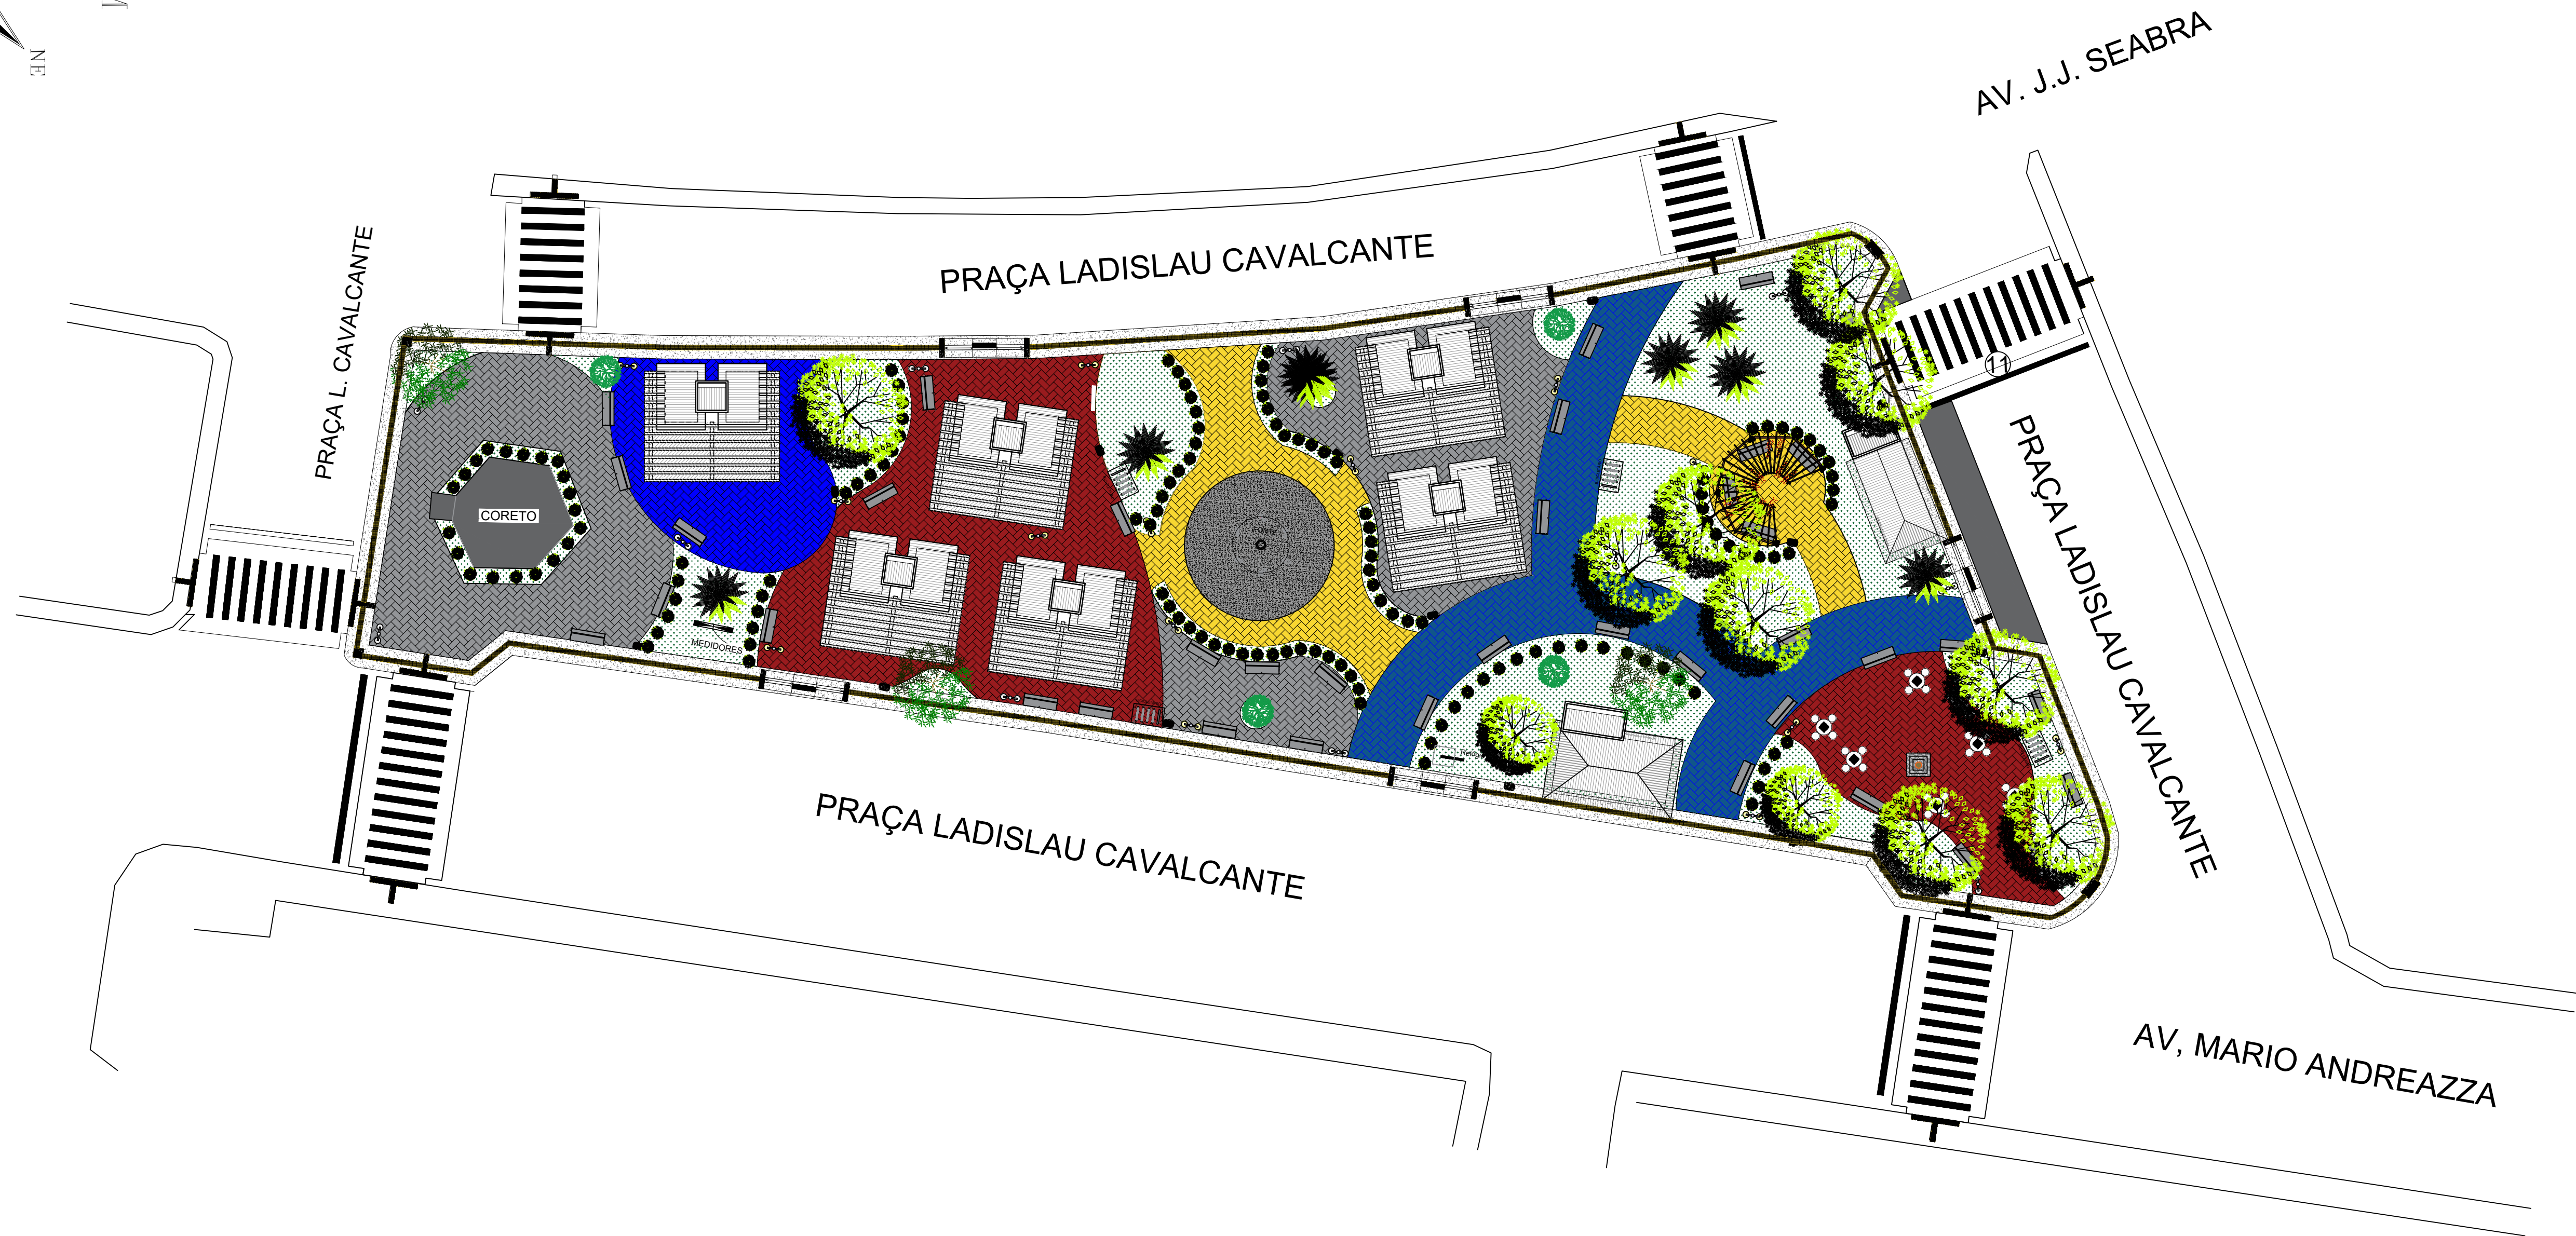 NE
AV. J.J. SEABRA
PRAÇA LADISLAU CAVALCANTE
PRAÇA L. CAVALCANTE
11
CORETO
PRAÇA LADISLAU CAVALCANTE
MEDIDORES
PRAÇA LADISLAU CAVALCANTE
AV, MARIO ANDREAZZA